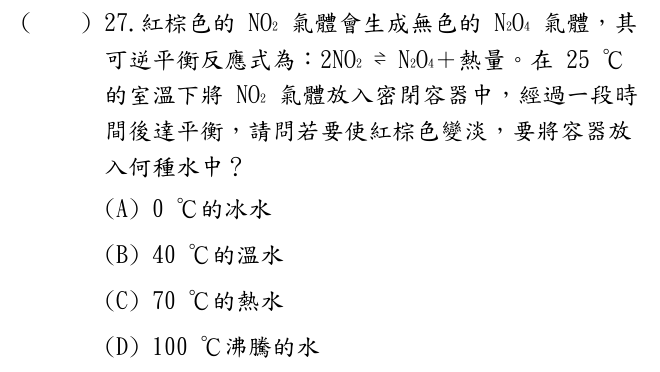 (　　) 27.紅棕色的 NO₂ 氣體會生成無色的 N₂O₄ 氣體，其
可逆平衡反應式為：2NO₂ ⇌ N₂O₄＋熱量。在 25 ℃
的室溫下將 NO₂ 氣體放入密閉容器中，經過一段時
間後達平衡，請問若要使紅棕色變淡，要將容器放
入何種水中？
(A) 0 ℃的冰水
(B) 40 ℃的溫水
(C) 70 ℃的熱水
(D) 100 ℃沸騰的水